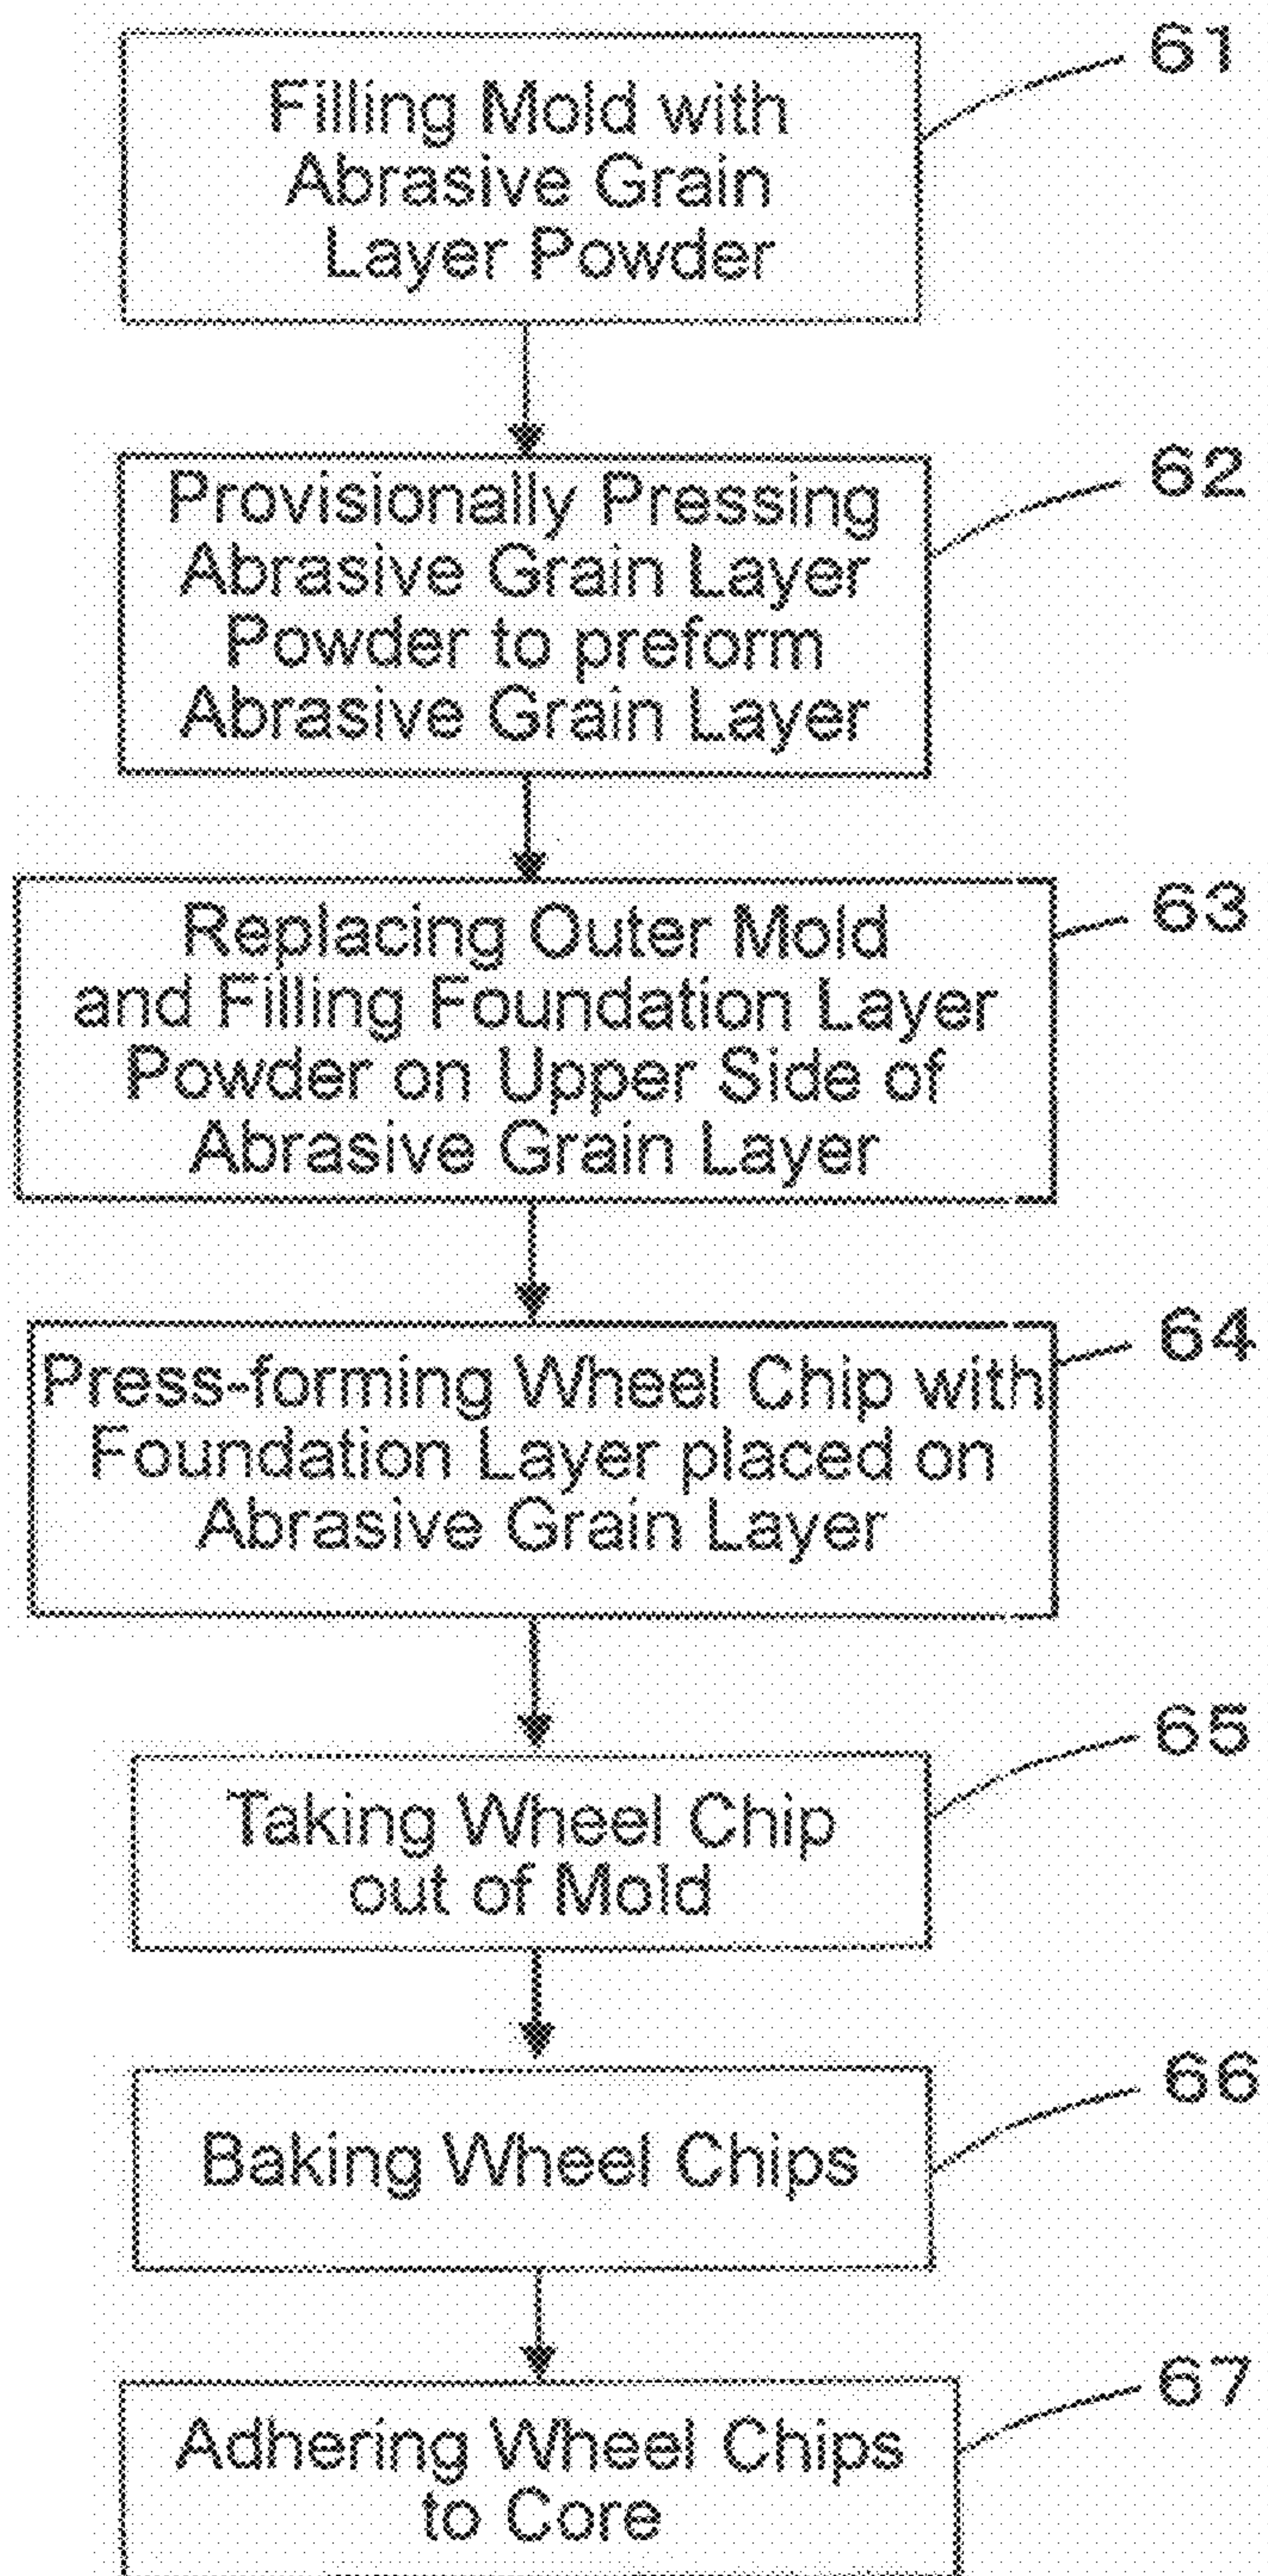 Filling Mold with
Abrasive Grain
Layer Powder
61
Provisionally Pressing
Abrasive Grain Layer
Powder to preform
Abrasive Grain Layer
62
Replacing Outer Mold
and Filling Foundation Layer
Powder on Upper Side of
Abrasive Grain Layer
63
Press-forming Wheel Chip with
Foundation Layer placed on
Abrasive Grain Layer
64
Taking Wheel Chip
out of Mold
65
Baking Wheel Chips
66
Adhering Wheel Chips
to Core
67